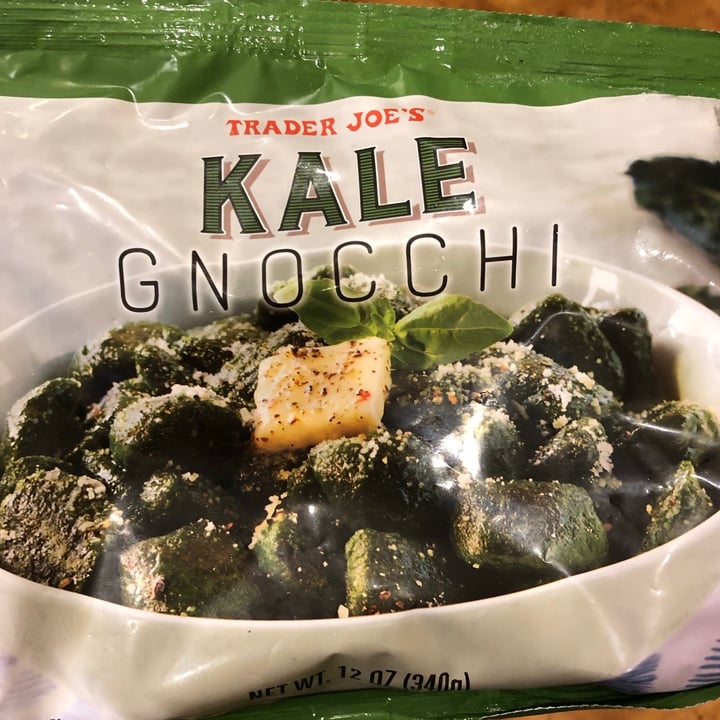 TRADER JOE'S®
KALE
GNOCCHI
NET WT. 12 OZ (340g)